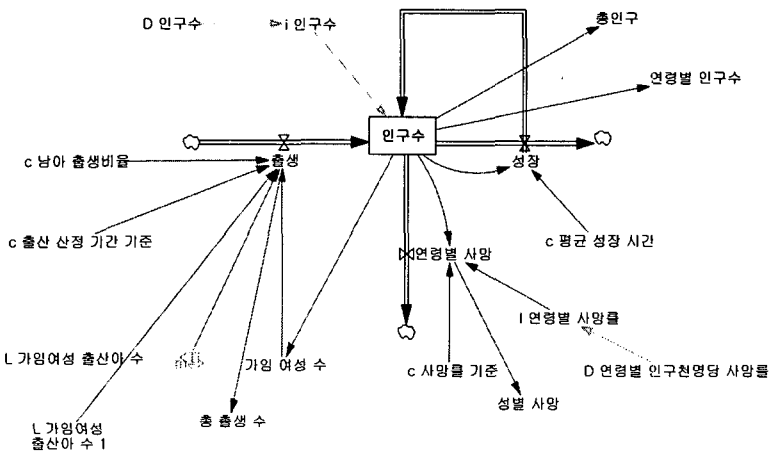 총인구
D 인구수
i 인구수
연령별 인구수
인구수
c 남아 출생비율
출생
성장
c 출산 산정 기간 기준
c 평균 성장 시간
연령별 사망
l 연령별 사망률
L 가임여성 출산아 수
가임 여성 수
c 사망률 기준
D 연령별 인구천명당 사망률
성별 사망
총 출생 수
L 가임여성
출산아 수 1